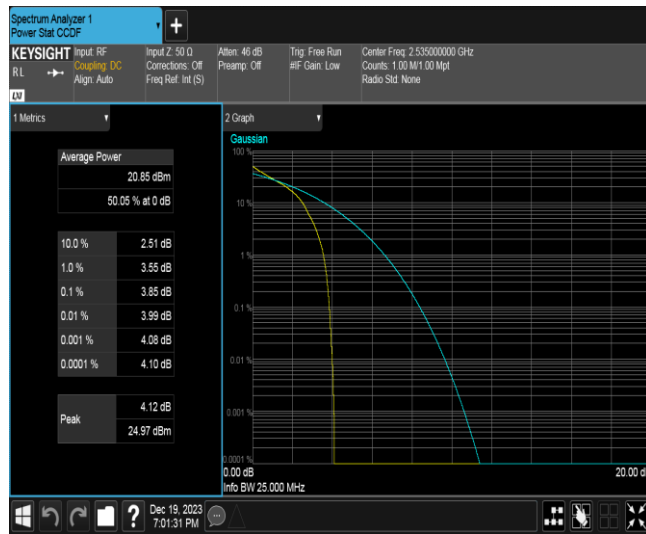 Spectrum Analyzer 1
Power Stat CCDF
+
KEYSIGHT
RL
LXI
Input: RF
Coupling: DC
Align: Auto
Input Z: 50 Ω
Corrections: Off
Freq Ref: Int (S)
Atten: 46 dB
Preamp: Off
Trig: Free Run
#IF Gain: Low
Center Freq: 2.535000000 GHz
Counts: 1.00 M/1.00 Mpt
Radio Std: None
1 Metrics
Average Power
20.85 dBm
50.05 % at 0 dB
10.0 % 2.51 dB
1.0 % 3.55 dB
0.1 % 3.85 dB
0.01 % 3.99 dB
0.001 % 4.08 dB
0.0001 % 4.10 dB
Peak
4.12 dB
24.97 dBm
2 Graph
Gaussian
100 %
10 %
1 %
0.1 %
0.01 %
0.001 %
0.0001 %
0.00 dB
20.00 d
Info BW 25.000 MHz
?
Dec 19, 2023
7:01:31 PM